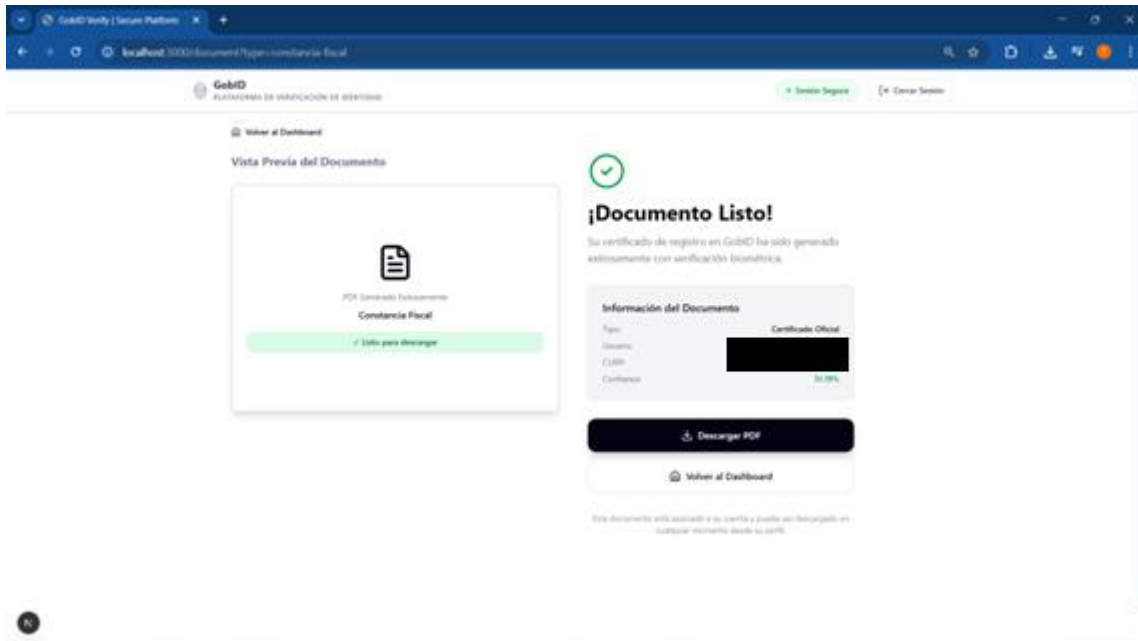 GobID Verify | Secure Platform
localhost:3000/document?type=constancia-fiscal
GobID
PLATAFORMA DE VERIFICACIÓN DE IDENTIDAD
Sesión Segura
Cerrar Sesión
Volver al Dashboard
Vista Previa del Documento
PDF Generado Exitosamente
Constancia Fiscal
✓ Listo para descargar
¡Documento Listo!
Su certificado de registro en GobID ha sido generado
exitosamente con verificación biométrica.
Información del Documento
Tipo: Certificado Oficial
Usuario:
CURP:
Confianza:
Descargar PDF
Volver al Dashboard
Este documento está asociado a su cuenta y puede ser descargado en
cualquier momento desde su perfil.
N